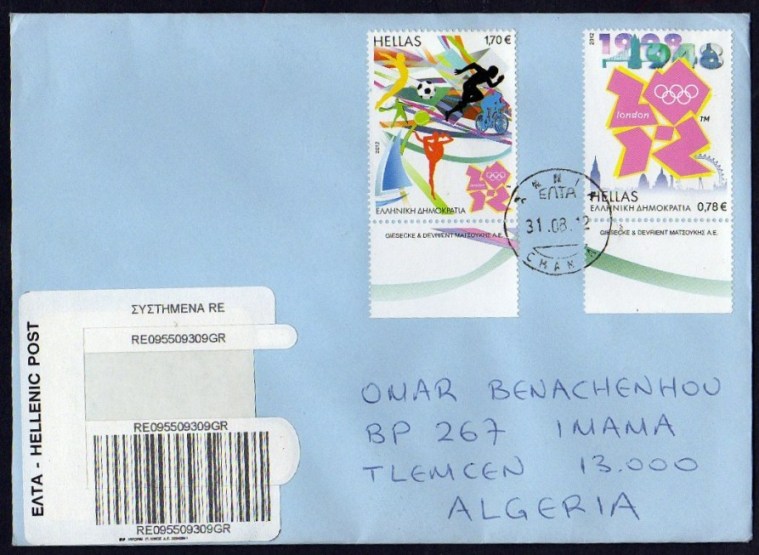 HELLAS 1,70 €
2012
ΕΛΛΗΝΙΚΗ ΔΗΜΟΚΡΑΤΙΑ
GIESECKE & DEVRIENT ΜΑΤΣΟΥΚΗΣ Α.Ε.
2012
1908
1948
london
TM
HELLAS
ΕΛΛΗΝΙΚΗ ΔΗΜΟΚΡΑΤΙΑ 0,78 €
GIESECKE & DEVRIENT ΜΑΤΣΟΥΚΗΣ Α.Ε.
ΕΛΤΑ
31.08.12
ΕΛΤΑ - HELLENIC POST
ΣΥΣΤΗΜΕΝΑ RE
RE095509309GR
RE095509309GR
RE095509309GR
OMAR BENACHENHOU
BP 267 IMAMA
TLEMCEN 13.000
ALGERIA